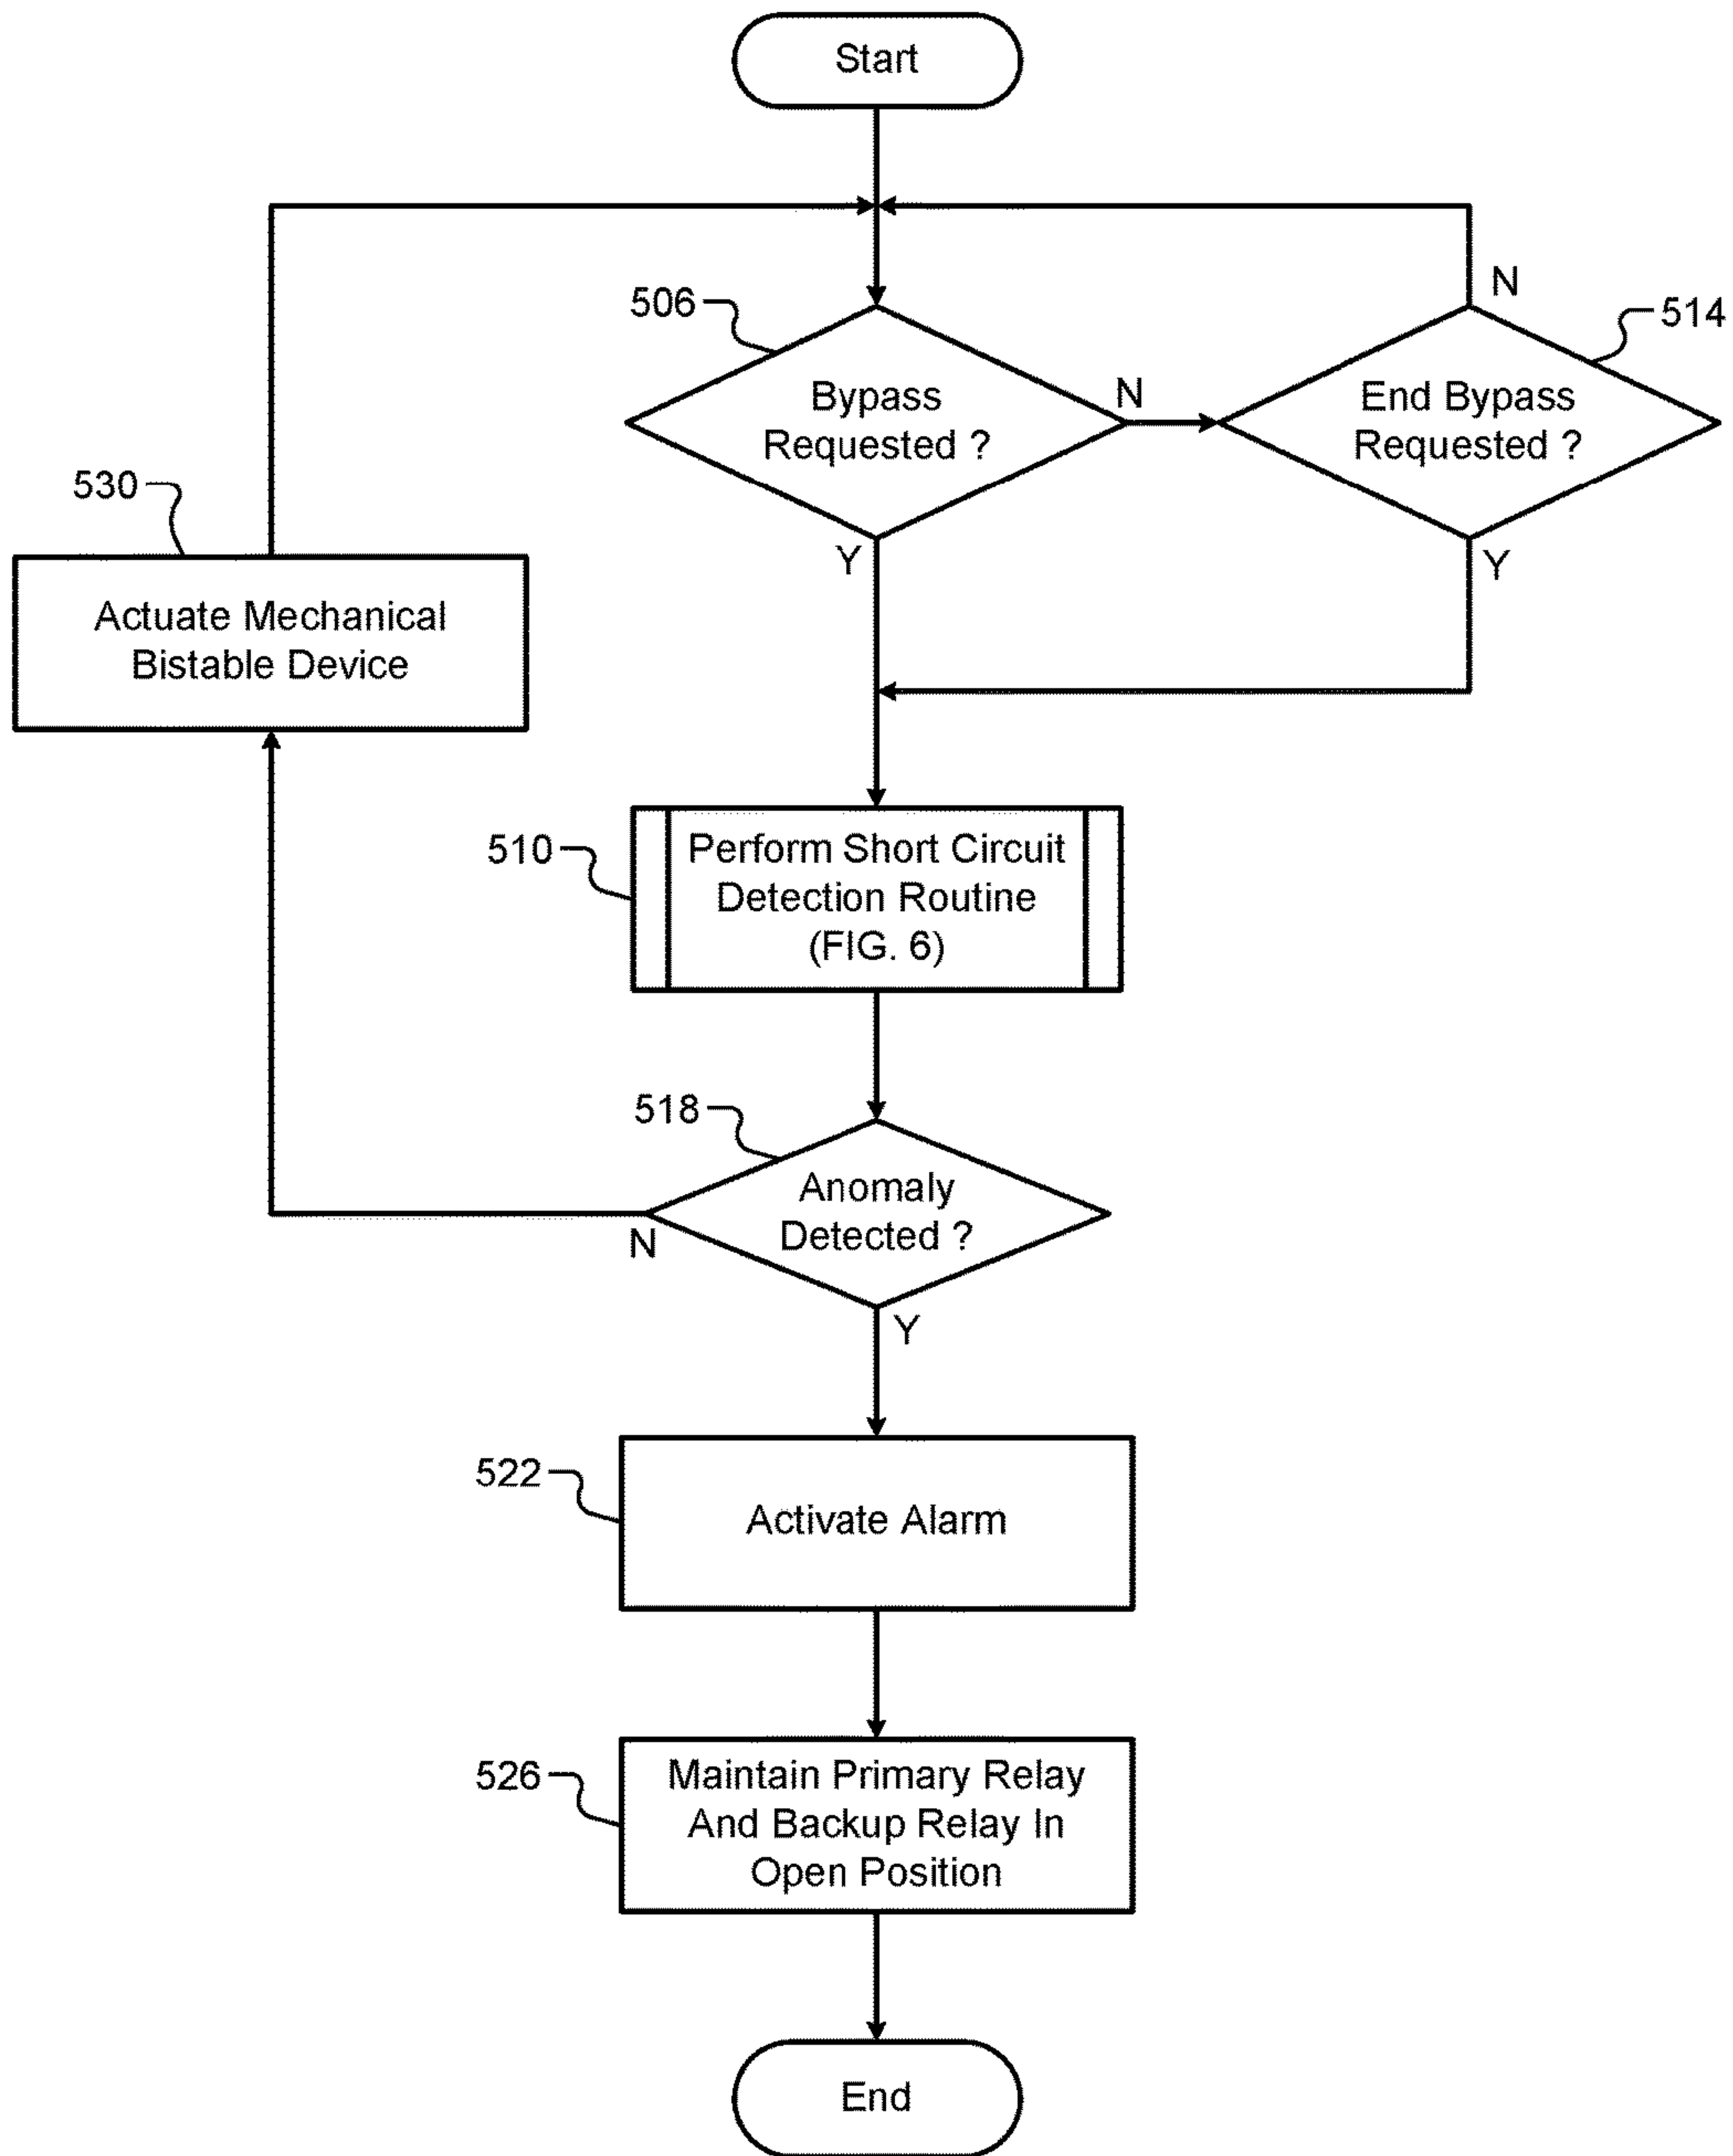 Start
506
Bypass
Requested ?
N
Y
514
End Bypass
Requested ?
N
Y
530
Actuate Mechanical
Bistable Device
510
Perform Short Circuit
Detection Routine
(FIG. 6)
518
Anomaly
Detected ?
N
Y
522
Activate Alarm
526
Maintain Primary Relay
And Backup Relay In
Open Position
End